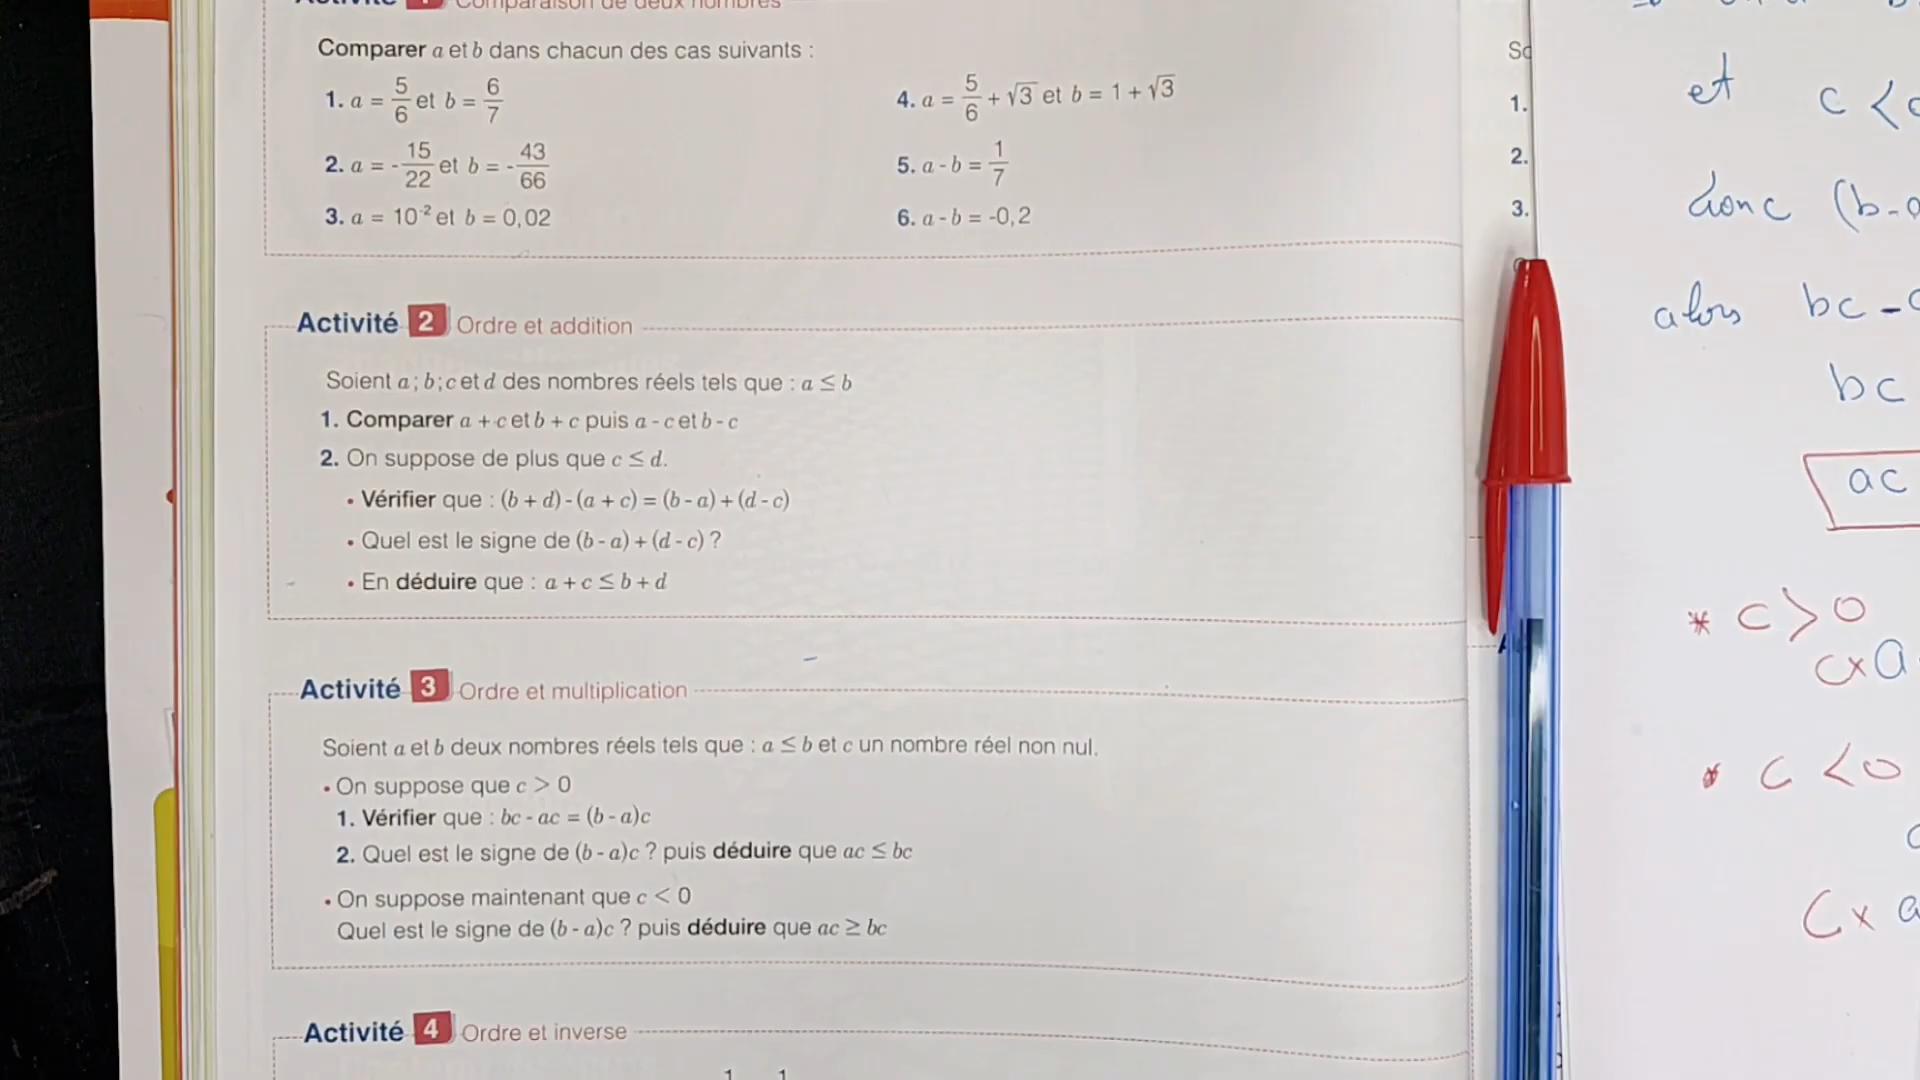 Activité 1 Comparaison de deux nombres
Comparer a et b dans chacun des cas suivants :
1. a = 5/6 et b = 6/7
2. a = -15/22 et b = -43/66
3. a = 10⁻² et b = 0,02
4. a = 5/6 + √3 et b = 1 + √3
5. a - b = 1/7
6. a - b = -0,2
Activité 2 Ordre et addition
Soient a ; b ; c et d des nombres réels tels que : a ≤ b
1. Comparer a + c et b + c puis a - c et b - c
2. On suppose de plus que c ≤ d.
• Vérifier que : (b + d) - (a + c) = (b - a) + (d - c)
• Quel est le signe de (b - a) + (d - c) ?
• En déduire que : a + c ≤ b + d
Activité 3 Ordre et multiplication
Soient a et b deux nombres réels tels que : a ≤ b et c un nombre réel non nul.
• On suppose que c > 0
1. Vérifier que : bc - ac = (b - a)c
2. Quel est le signe de (b - a)c ? puis déduire que ac ≤ bc
• On suppose maintenant que c < 0
Quel est le signe de (b - a)c ? puis déduire que ac ≥ bc
Activité 4 Ordre et inverse
1.
2.
3.
et c <
donc (b-a
alors bc -
bc
ac
* c > 0
c× a
* c < 0
c× a